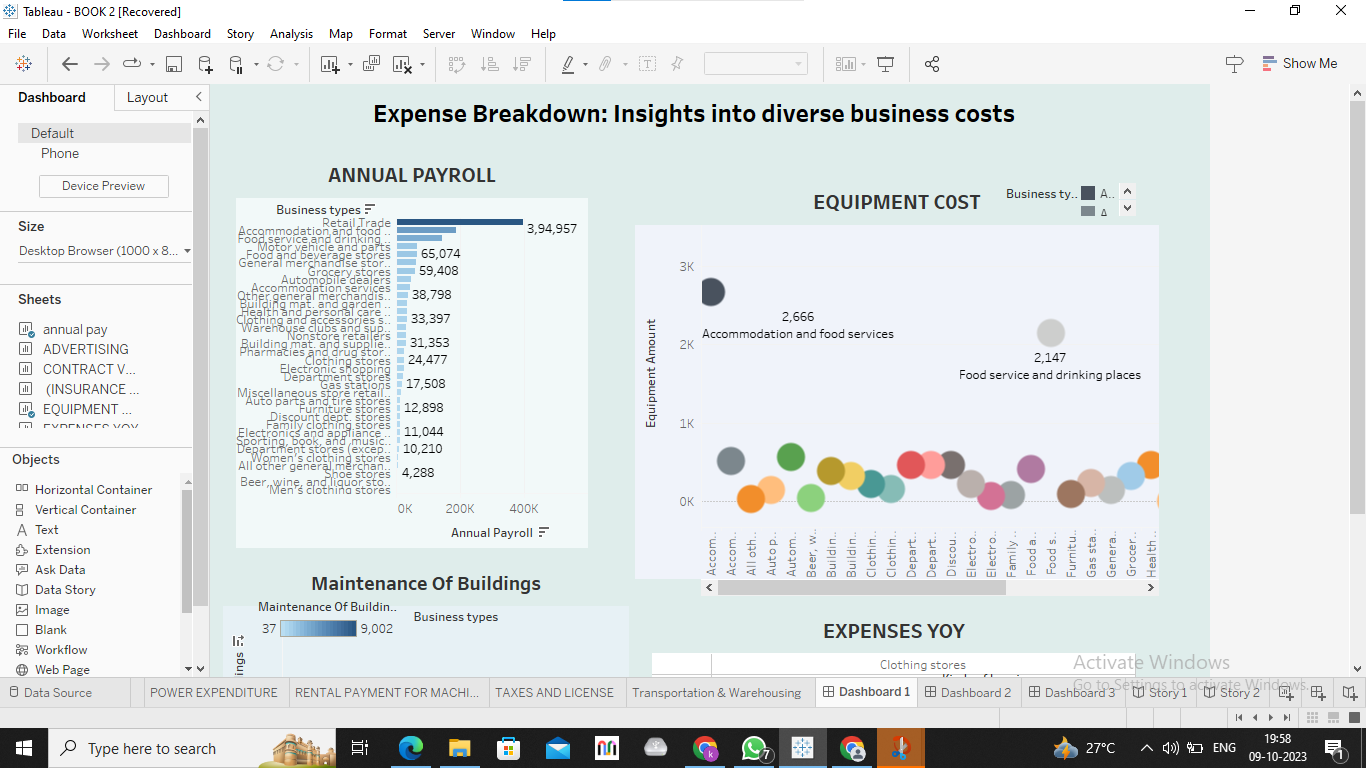 Tableau - BOOK 2 [Recovered]
File Data Worksheet Dashboard Story Analysis Map Format Server Window Help
Show Me
Dashboard Layout
Default
Phone
Device Preview
Size
Desktop Browser (1000 x 8...
Sheets
annual pay
ADVERTISING
CONTRACT V...
(INSURANCE ...
EQUIPMENT ...
EXPENSES YOY
Objects
Horizontal Container
Vertical Container
Text
Extension
Ask Data
Data Story
Image
Blank
Workflow
Web Page
Expense Breakdown: Insights into diverse business costs
ANNUAL PAYROLL
Business types
Retail Trade
3,94,957
Accommodation and food ..
Food service and drinking ..
Motor vehicle and parts
Food and beverage stores 65,074
General merchandise stor..
Grocery stores 59,408
Automobile dealers
Accommodation services
Other general merchandis.. 38,798
Building mat. and garden ..
Health and personal care ..
Clothing and accessories s.. 33,397
Warehouse clubs and sup..
Nonstore retailers
Building mat. and supplie.. 31,353
Pharmacies and drug stor..
Clothing stores 24,477
Electronic shopping
Department stores
Gas stations 17,508
Miscellaneous store retail..
Auto parts and tire stores
Furniture stores 12,898
Discount dept. stores
Family clothing stores
Electronics and appliance .. 11,044
Sporting, book, and music..
Department stores (excep.. 10,210
Women's clothing stores
All other general merchan..
Shoe stores 4,288
Beer, wine, and liquor sto..
Men's clothing stores
0K 200K 400K
Annual Payroll
EQUIPMENT COST
Business ty.. A..
A
Equipment Amount
3K
2K
1K
0K
2,666
Accommodation and food services
2,147
Food service and drinking places
Accom..
Accom..
All oth..
Auto p..
Autom..
Beer, w..
Buildin..
Buildin..
Clothin..
Clothin..
Depart..
Depart..
Discou..
Electro..
Electro..
Family ..
Food a..
Food s..
Furnitu..
Gas sta..
Genera..
Grocer..
Health ..
Maintenance Of Buildings
Maintenance Of Buildin..
37 9,002
Business types
ings
EXPENSES YOY
Clothing stores
Activate Windows
Go to Settings to activate Windows.
Data Source POWER EXPENDITURE RENTAL PAYMENT FOR MACHI... TAXES AND LICENSE Transportation & Warehousing Dashboard 1 Dashboard 2 Dashboard 3 Story 1 Story 2
Type here to search
7
27°C
ENG
19:58
09-10-2023
1